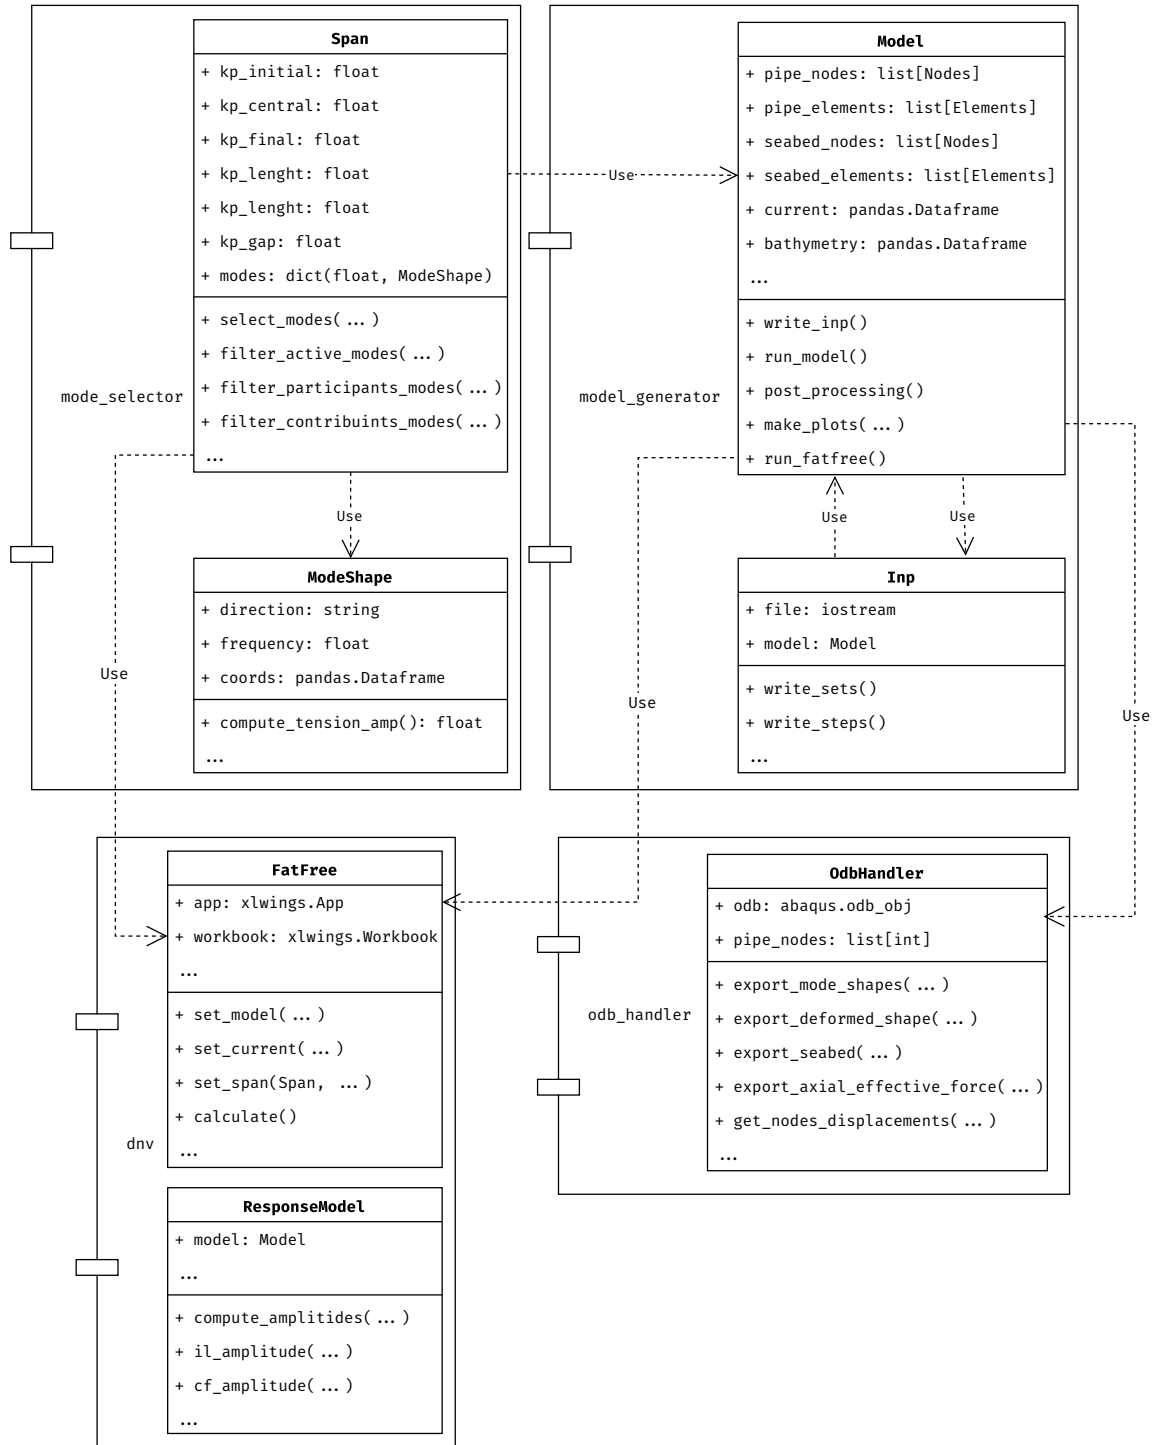 Span
+ kp_initial: float
+ kp_central: float
+ kp_final: float
+ kp_lenght: float
+ kp_lenght: float
+ kp_gap: float
+ modes: dict(float, ModeShape)
+ select_modes(...)
+ filter_active_modes(...)
+ filter_participants_modes(...)
+ filter_contribuints_modes(...)
...
mode_selector
Use
Use
Use
ModeShape
+ direction: string
+ frequency: float
+ coords: pandas.Dataframe
+ compute_tension_amp(): float
...
Model
+ pipe_nodes: list[Nodes]
+ pipe_elements: list[Elements]
+ seabed_nodes: list[Nodes]
+ seabed_elements: list[Elements]
+ current: pandas.Dataframe
+ bathymetry: pandas.Dataframe
...
+ write_inp()
+ run_model()
+ post_processing()
+ make_plots(...)
+ run_fatfree()
model_generator
Use
Use
Use
Use
Inp
+ file: iostream
+ model: Model
+ write_sets()
+ write_steps()
...
FatFree
+ app: xlwings.App
+ workbook: xlwings.Workbook
...
+ set_model(...)
+ set_current(...)
+ set_span(Span, ...)
+ calculate()
...
dnv
ResponseModel
+ model: Model
...
+ compute_amplitides(...)
+ il_amplitude(...)
+ cf_amplitude(...)
...
OdbHandler
+ odb: abaqus.odb_obj
+ pipe_nodes: list[int]
+ export_mode_shapes(...)
+ export_deformed_shape(...)
+ export_seabed(...)
+ export_axial_effective_force(...)
+ get_nodes_displacements(...)
...
odb_handler